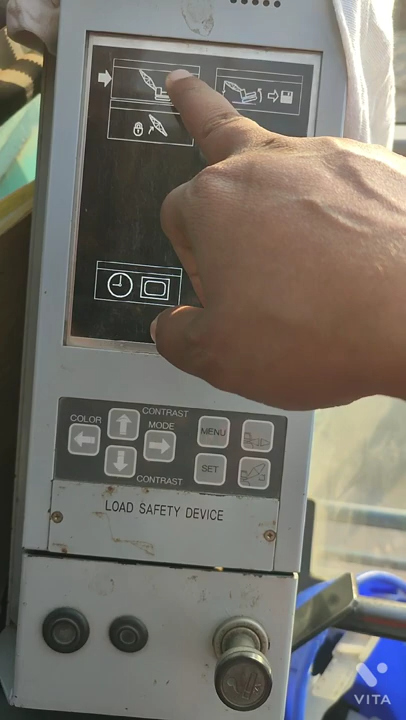 COLOR
CONTRAST
MODE
MENU
SET
CONTRAST
LOAD SAFETY DEVICE
VITA